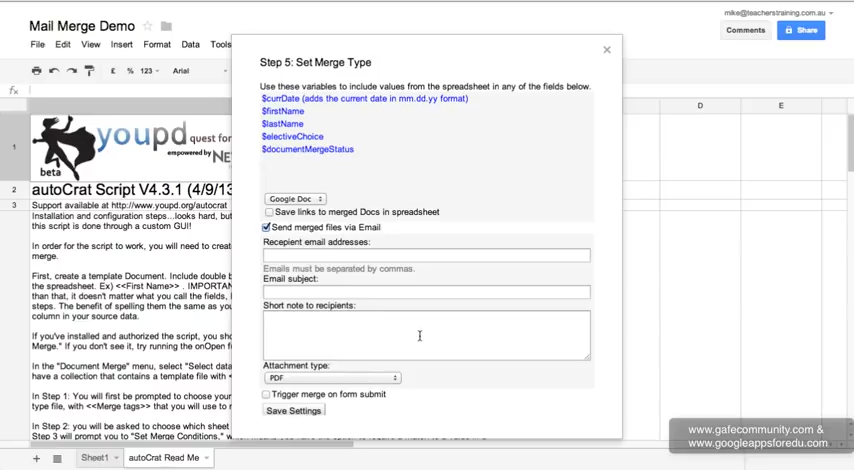 mike@teacherstraining.com.au
Mail Merge Demo
Comments
Share
File Edit View Insert Format Data Tools
£ % 123 Arial
fx
D E
Step 5: Set Merge Type
Use these variables to include values from the spreadsheet in any of the fields below.
$currDate (adds the current date in mm.dd.yy format)
$firstName
$lastName
$electiveChoice
$documentMergeStatus
Google Doc
Save links to merged Docs in spreadsheet
Send merged files via Email
Recepient email addresses:
Emails must be separated by commas.
Email subject:
Short note to recipients:
Attachment type:
PDF
Trigger merge on form submit
Save Settings
1
youpd quest for
empowered by NE
beta
2 autoCrat Script V4.3.1 (4/9/13
3 Support available at http://www.youpd.org/autocrat
Installation and configuration steps...looks hard, bu
this script is done through a custom GUI!
In order for the script to work, you will need to create
merge.
First, create a template Document. Include double b
the spreadsheet. Ex) <<First Name>> . IMPORTAN
than that, it doesn't matter what you call the fields, l
steps. The benefit of spelling them the same as you
column in your source data.
If you've installed and authorized the script, you sho
Merge." If you don't see it, try running the onOpen f
In the "Document Merge" menu, select "Select data
have a collection that contains a template file with <
In Step 1: You will first be prompted to choose your
type file, with <<Merge tags>> that you will use to
In Step 2: you will be asked to choose which sheet
Step 3 will prompt you to "Set Merge Conditions,"
www.gafecommunity.com &
www.googleappsforedu.com
Sheet1 autoCrat Read Me